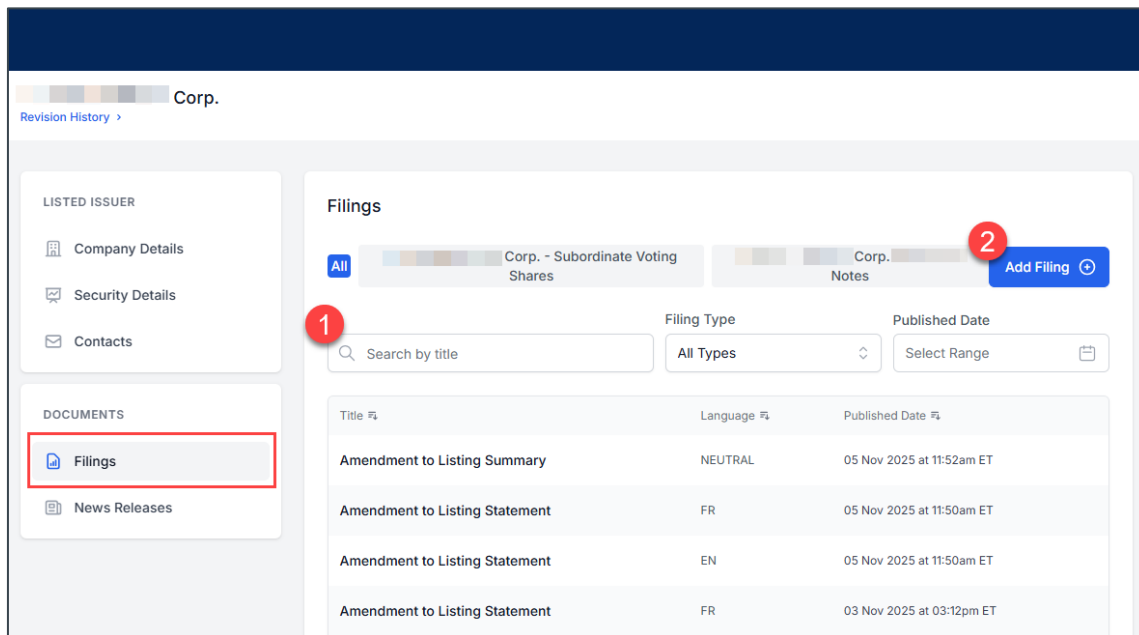 Corp.
Revision History >
LISTED ISSUER
Company Details
Security Details
Contacts
DOCUMENTS
Filings
News Releases
Filings
All
Corp. - Subordinate Voting
Shares
Corp.
Notes
2
Add Filing
1
Search by title
Filing Type
All Types
Published Date
Select Range
Title Language Published Date
Amendment to Listing Summary NEUTRAL 05 Nov 2025 at 11:52am ET
Amendment to Listing Statement FR 05 Nov 2025 at 11:50am ET
Amendment to Listing Statement EN 05 Nov 2025 at 11:50am ET
Amendment to Listing Statement FR 03 Nov 2025 at 03:12pm ET